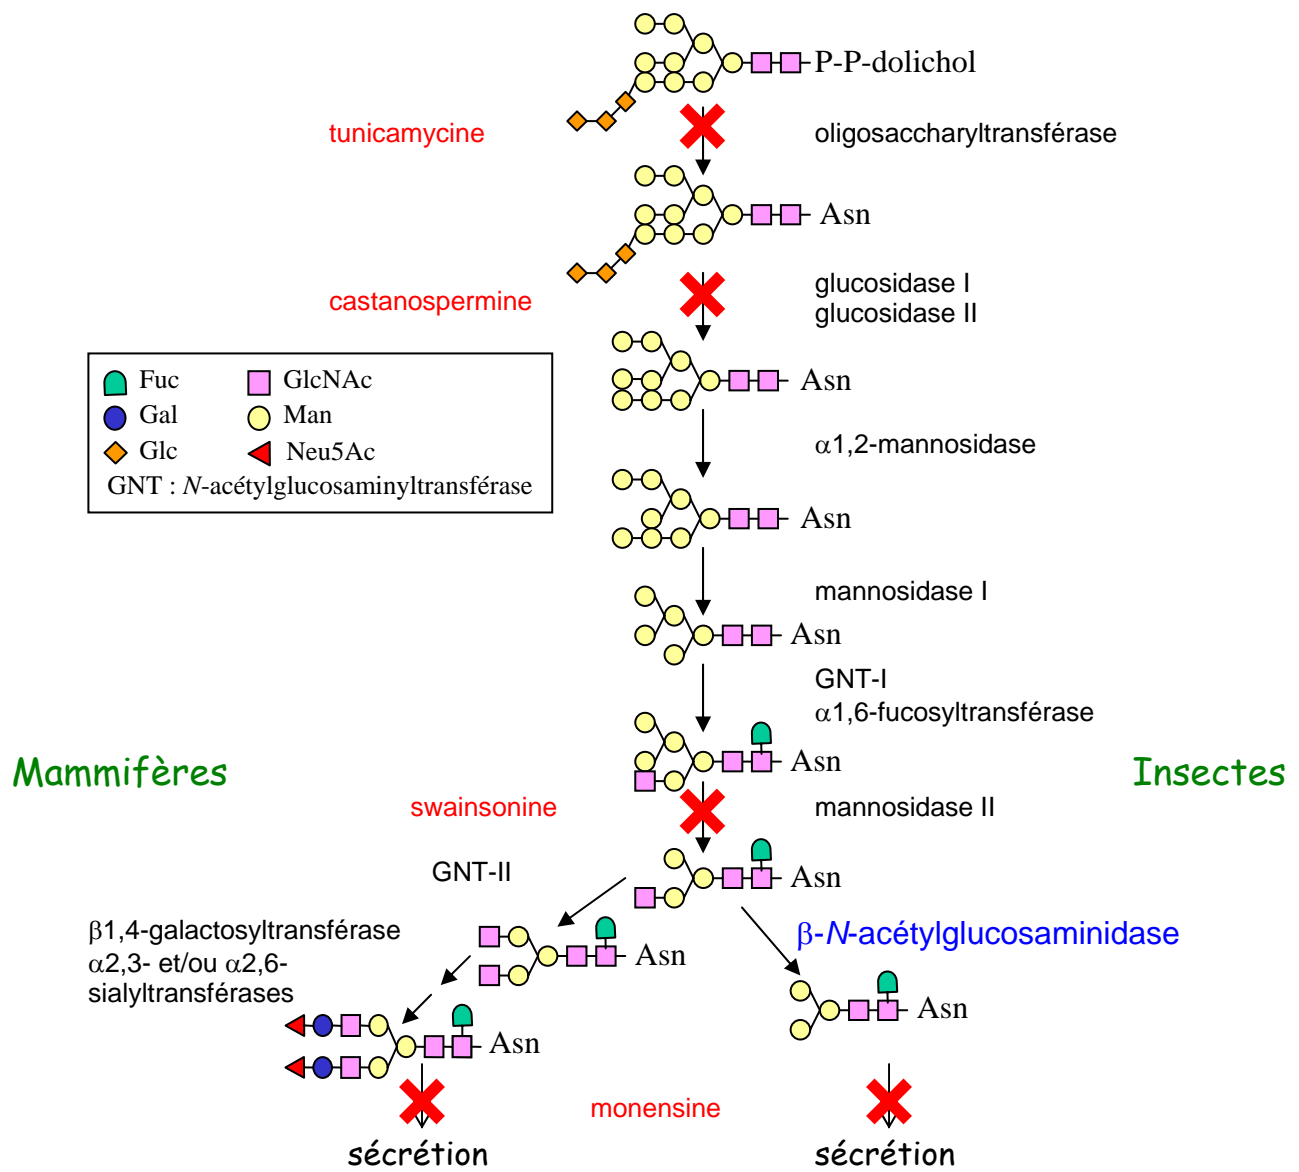 P-P-dolichol
tunicamycine
oligosaccharyltransférase
Asn
castanospermine
glucosidase I
glucosidase II
Fuc GlcNAc
Gal Man
Glc Neu5Ac
GNT : N-acétylglucosaminyltransférase
Asn
α1,2-mannosidase
Asn
mannosidase I
Asn
GNT-I
α1,6-fucosyltransférase
Asn
Mammifères
Insectes
swainsonine
mannosidase II
GNT-II
Asn
β1,4-galactosyltransférase
α2,3- et/ou α2,6-
sialyltransférases
β-N-acétylglucosaminidase
Asn
Asn
Asn
monensine
sécrétion
sécrétion